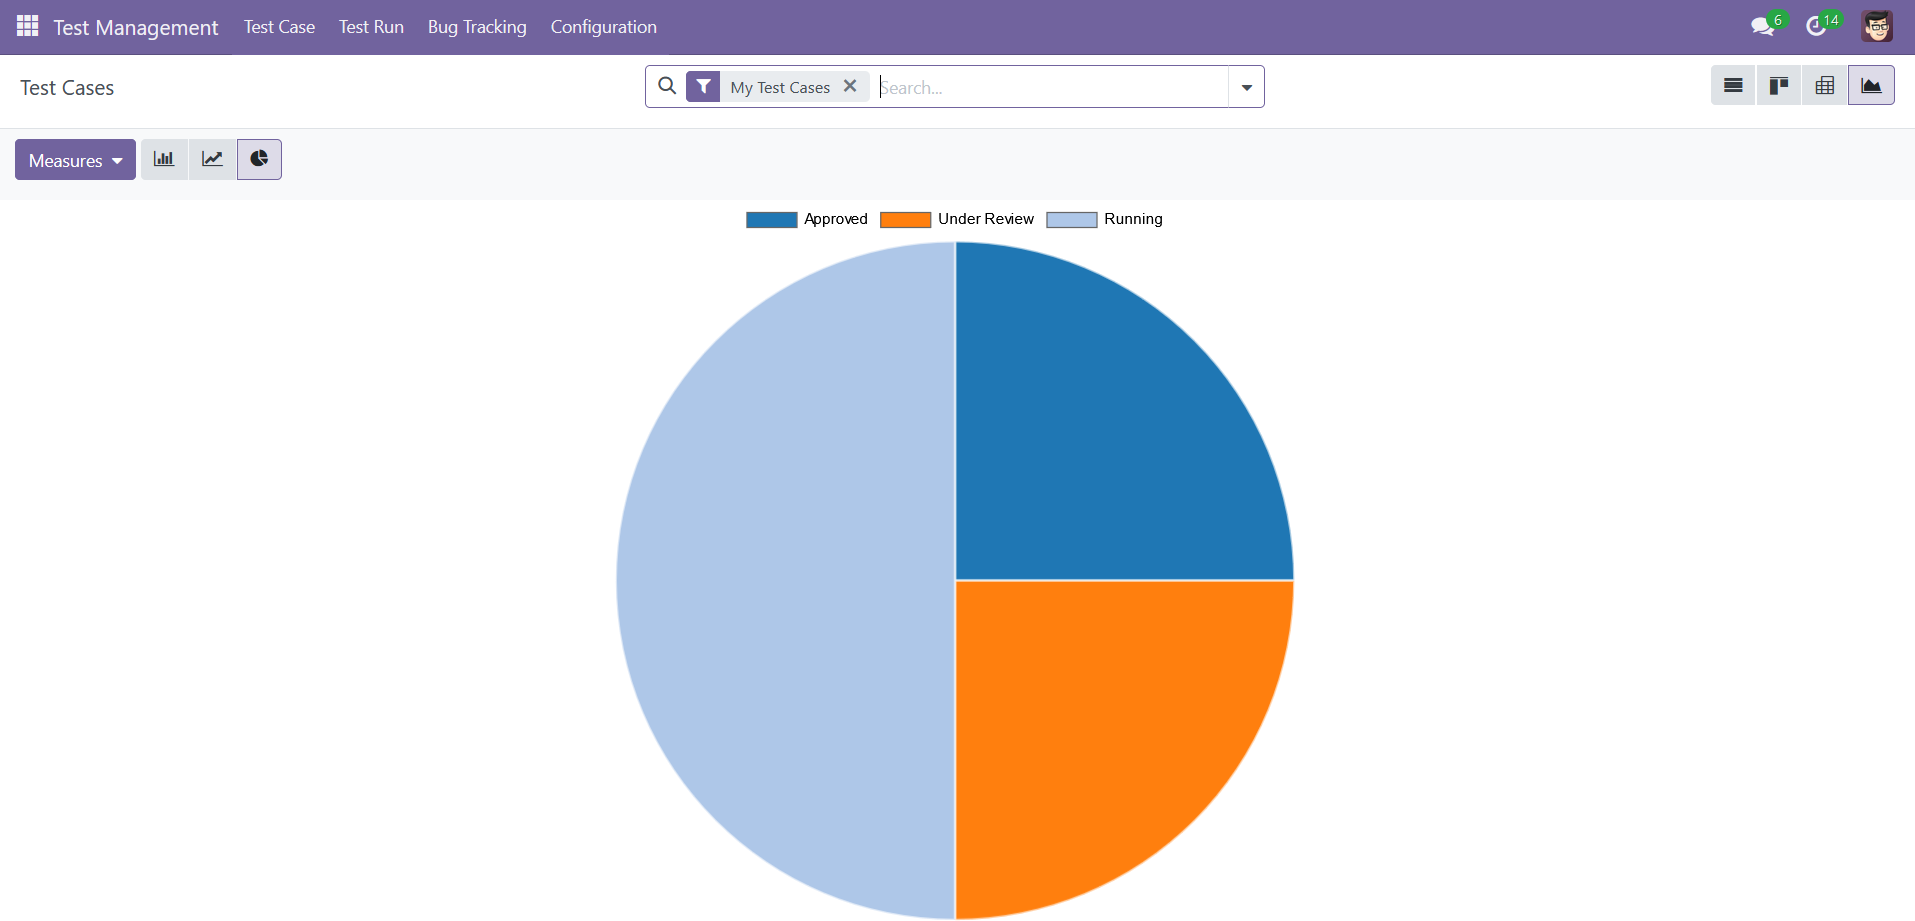 Test Management Test Case Test Run Bug Tracking Configuration 6 14
Test Cases My Test Cases Search...
Measures
Approved Under Review Running